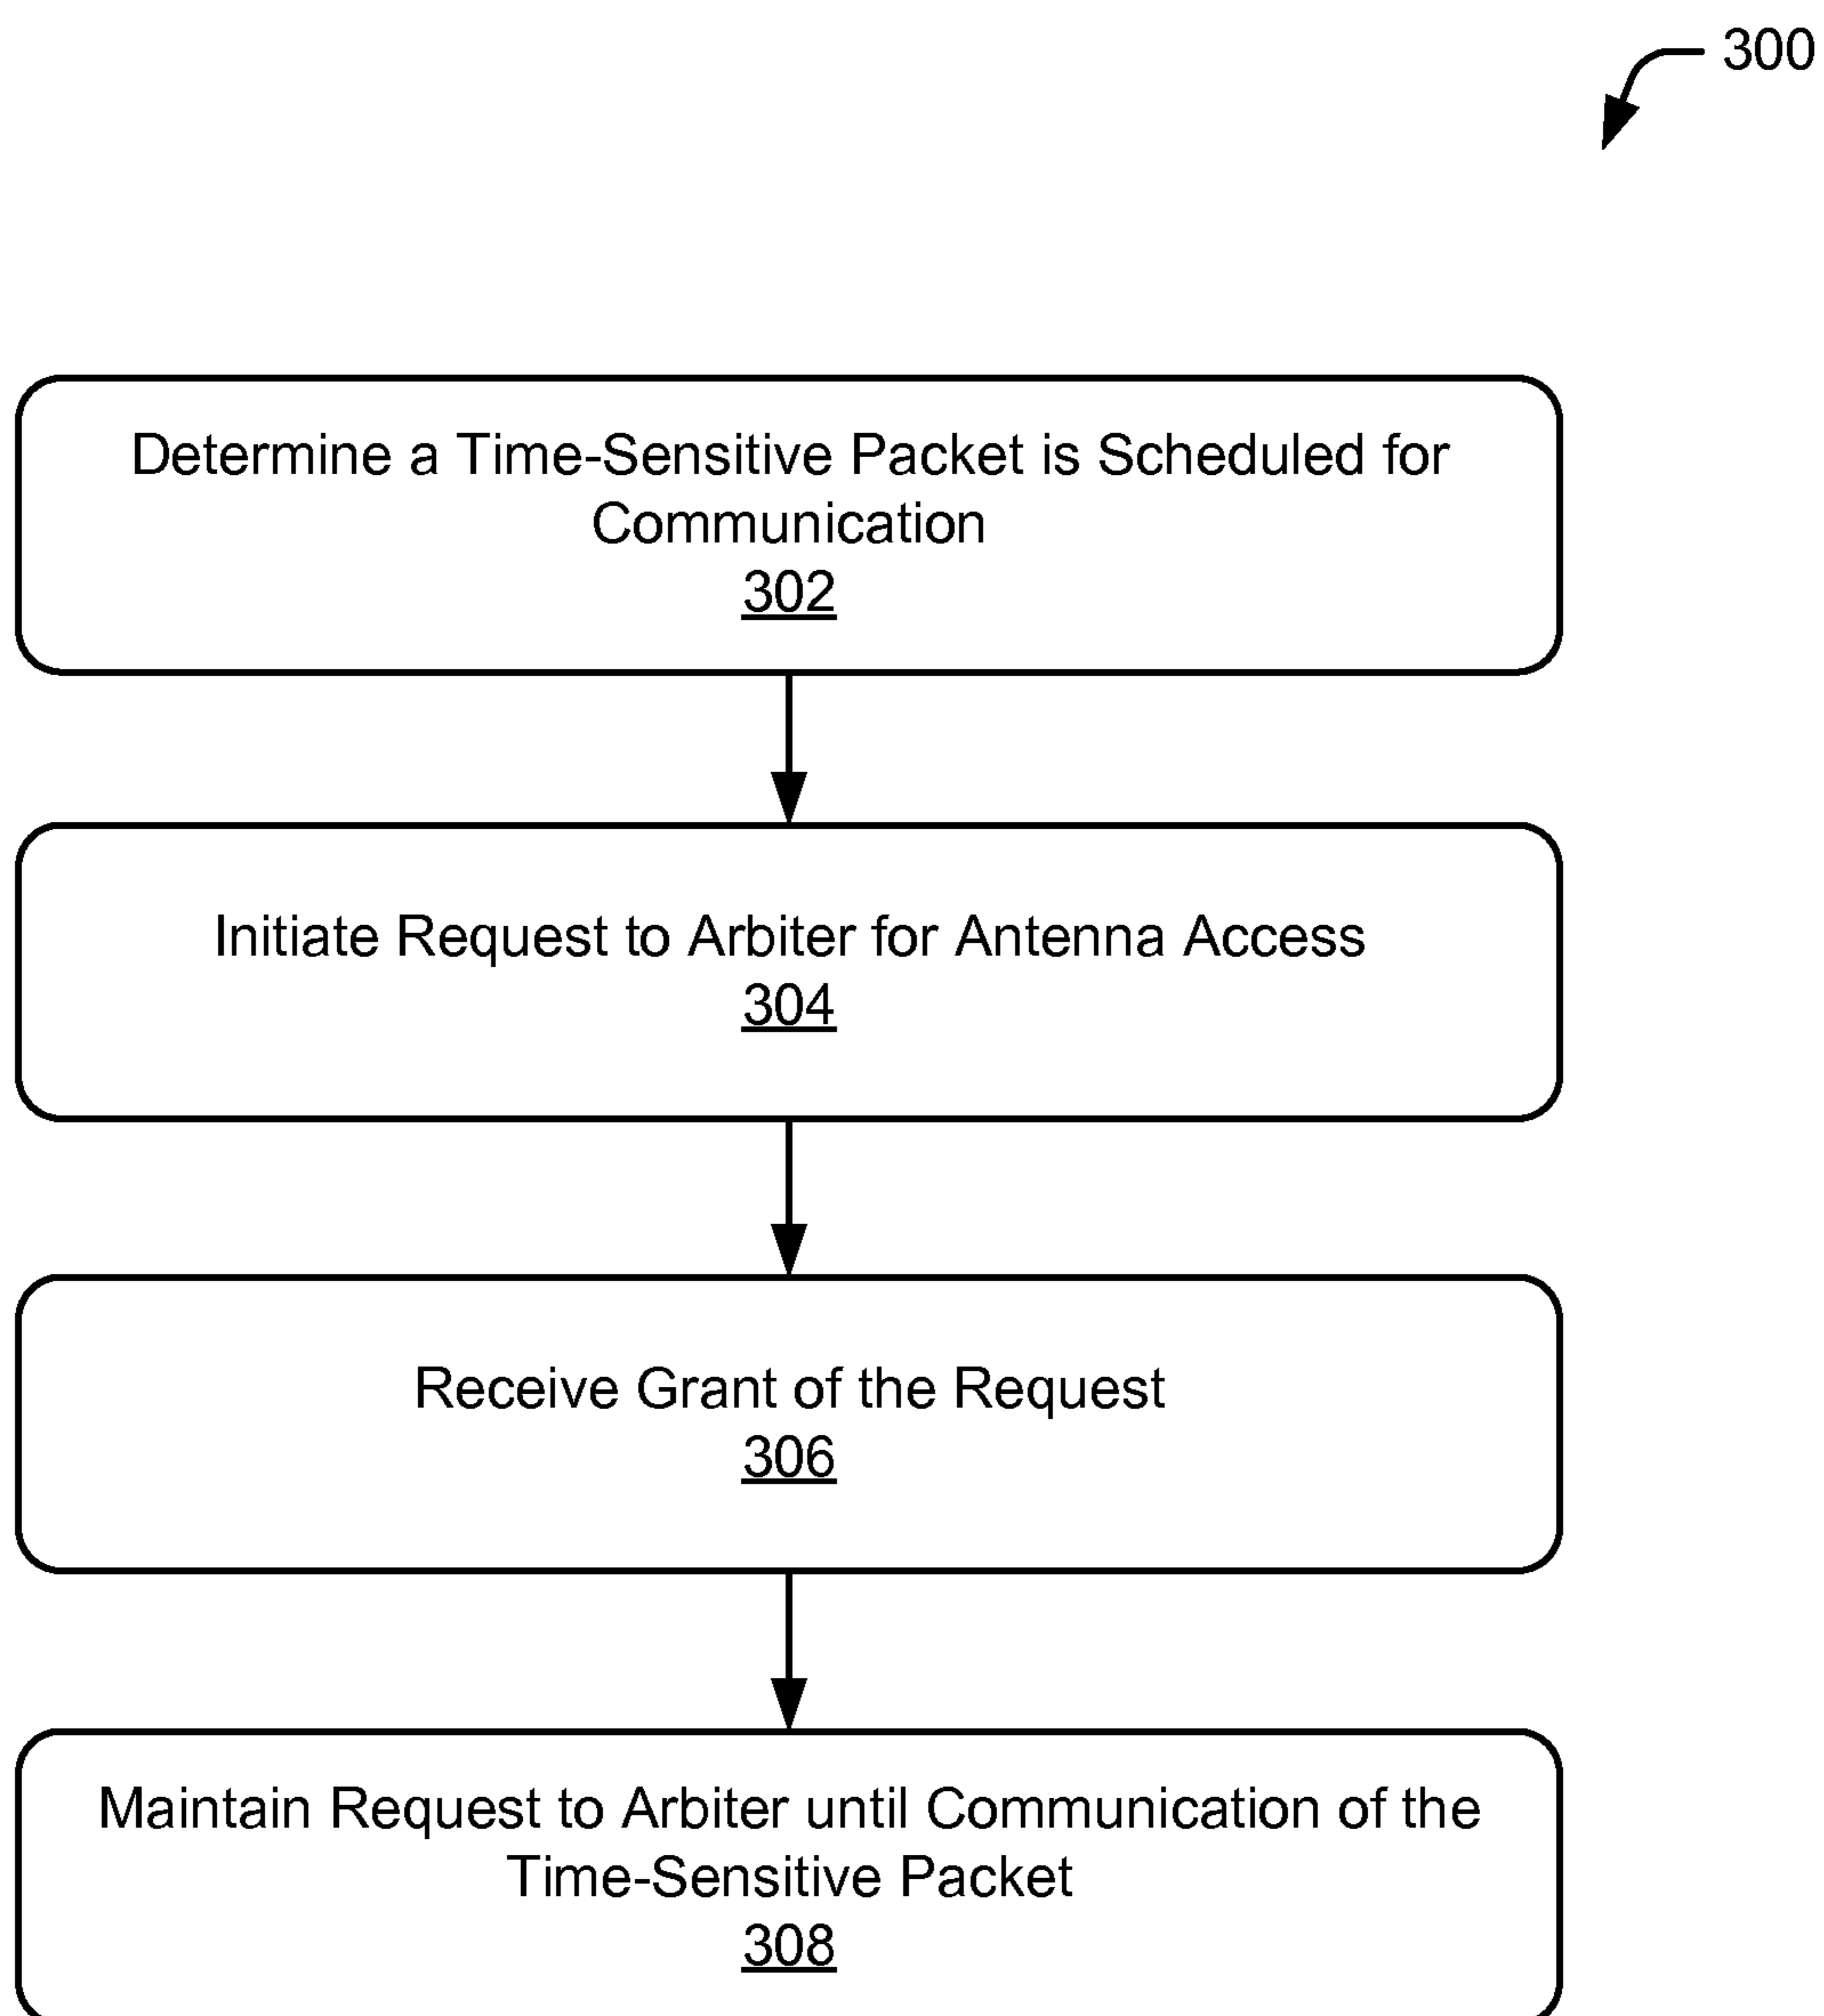 300
Determine a Time-Sensitive Packet is Scheduled for
Communication
302
Initiate Request to Arbiter for Antenna Access
304
Receive Grant of the Request
306
Maintain Request to Arbiter until Communication of the
Time-Sensitive Packet
308